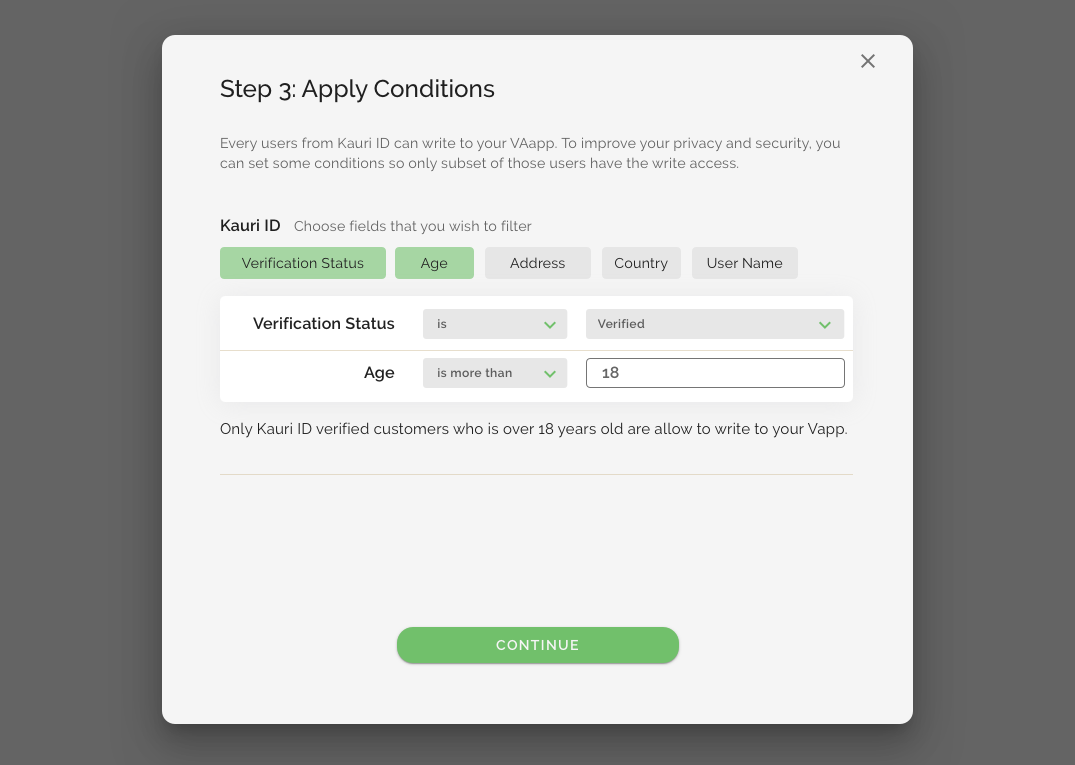 Step 3: Apply Conditions
Every users from Kauri ID can write to your VAapp. To improve your privacy and security, you
can set some conditions so only subset of those users have the write access.
Kauri ID Choose fields that you wish to filter
Verification Status Age Address Country User Name
Verification Status is Verified
Age is more than 18
Only Kauri ID verified customers who is over 18 years old are allow to write to your Vapp.
CONTINUE